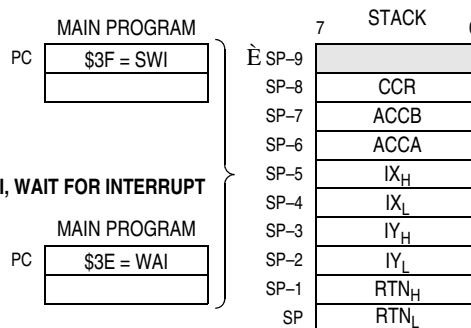 MAIN PROGRAM
PC $3F = SWI
I, WAIT FOR INTERRUPT
MAIN PROGRAM
PC $3E = WAI
7 STACK
È SP–9
SP–8 CCR
SP–7 ACCB
SP–6 ACCA
SP–5 IXH
SP–4 IXL
SP–3 IYH
SP–2 IYL
SP–1 RTNH
SP RTNL